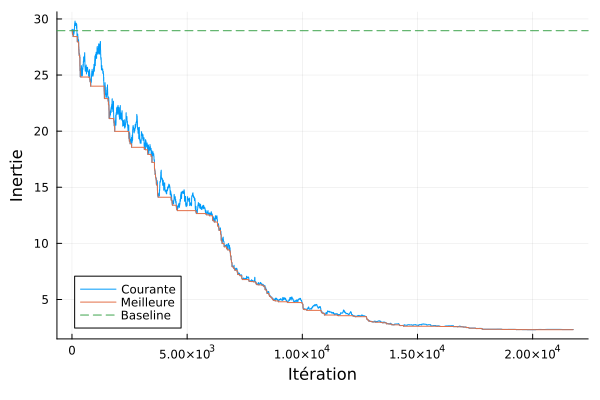 30
25
20
15
10
5
Inertie
Courante
Meilleure
Baseline
0
5.00×10³
1.00×10⁴
1.50×10⁴
2.00×10⁴
Itération